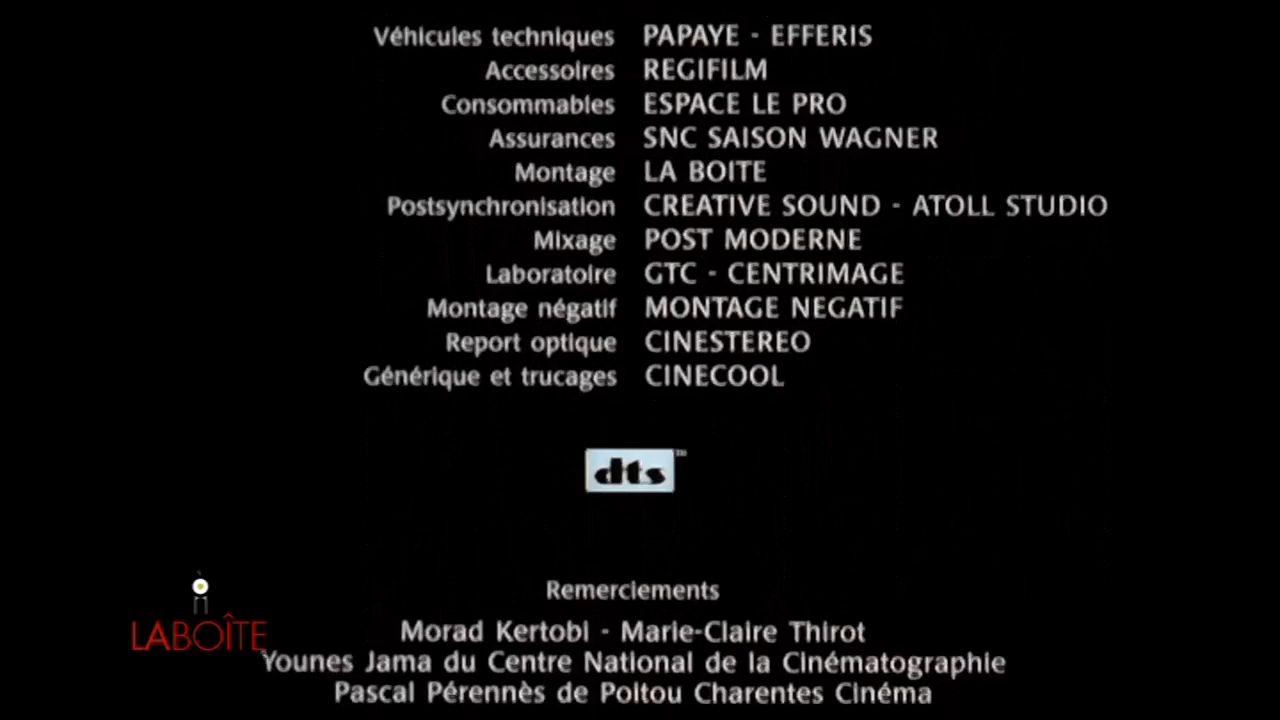 Véhicules techniques PAPAYE - EFFERIS
Accessoires REGIFILM
Consommables ESPACE LE PRO
Assurances SNC SAISON WAGNER
Montage LA BOITE
Postsynchronisation CREATIVE SOUND - ATOLL STUDIO
Mixage POST MODERNE
Laboratoire GTC - CENTRIMAGE
Montage négatif MONTAGE NEGATIF
Report optique CINESTEREO
Générique et trucages CINECOOL
dts™
Remerciements
Morad Kertobi - Marie-Claire Thirot
LABOÎTE
Younes Jama du Centre National de la Cinématographie
Pascal Pérennès de Poitou Charentes Cinéma